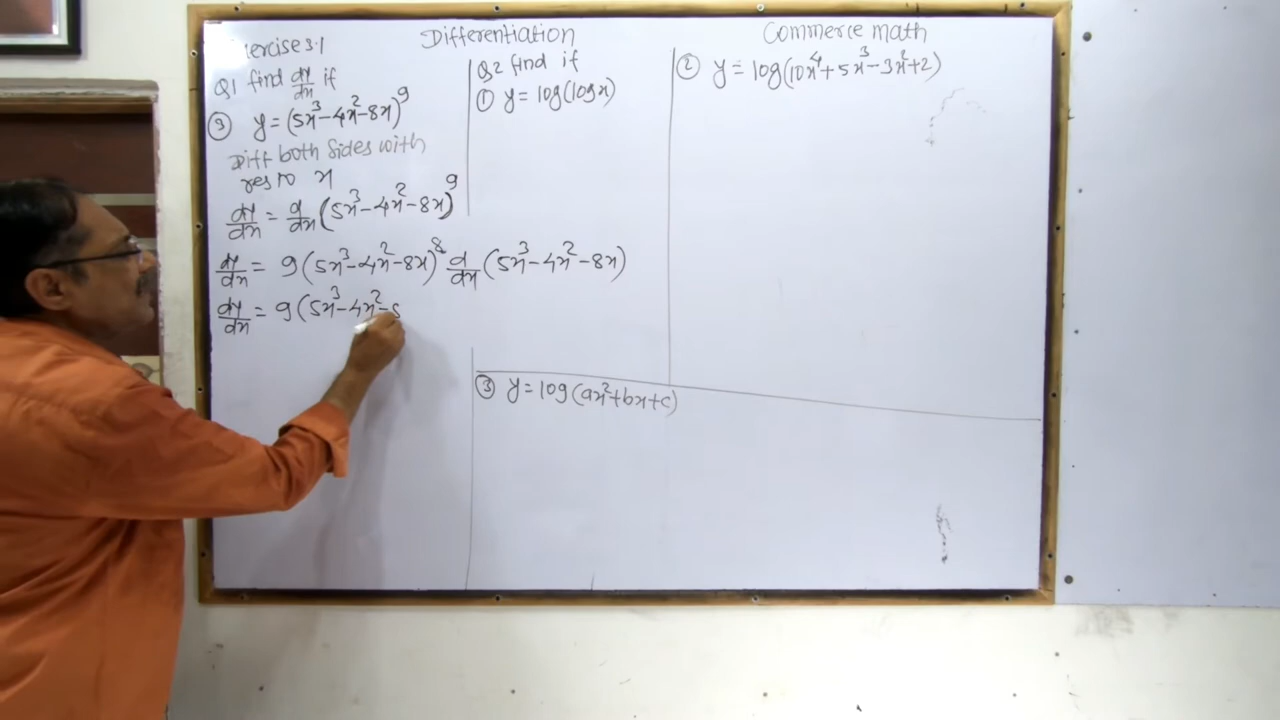 Differentiation
Commerce math
ercise 3.1
Q1 find dy/dx if
③ y = (5x³-4x²-8x)⁹
Diff both sides with
res to x
dy/dx = d/dx (5x³-4x²-8x)⁹
dy/dx = 9(5x³-4x²-8x)⁸ d/dx (5x³-4x²-8x)
dy/dx = 9(5x³-4x²-8
Q2 find if
① y = log(logx)
② y = log(10x⁴+5x³-3x²+2)
③ y = log(ax²+bx+c)